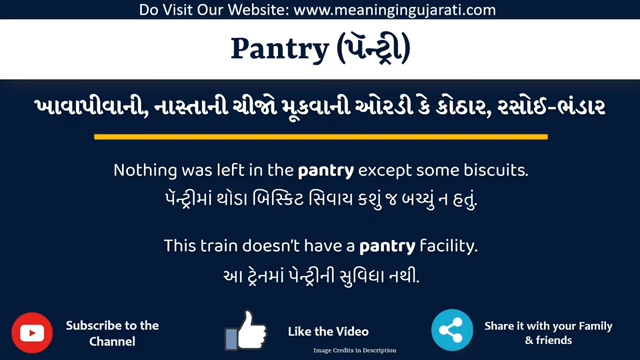 Do Visit Our Website: www.meaningingujarati.com
Pantry (પૅન્ટ્રી)
ખાવાપીવાની, નાસ્તાની ચીજો મૂકવાની ઓરડી કે કોઠાર, રસોઈ-ભંડાર
Nothing was left in the pantry except some biscuits.
પૅન્ટ્રીમાં થોડા બિસ્કિટ સિવાય કશું જ બચ્યું ન હતું.
This train doesn't have a pantry facility.
આ ટ્રેનમાં પેન્ટ્રીની સુવિધા નથી.
Subscribe to the
Channel
Like the Video
Share it with your Family
& friends
Image Credits in Description